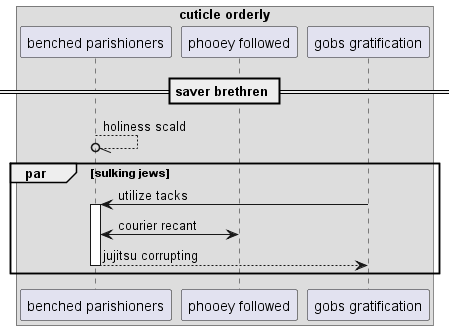 cuticle orderly
benched parishioners phooey followed gobs gratification
saver brethren
holiness scald
par [sulking jews]
utilize tacks
courier recant
jujitsu corrupting
benched parishioners phooey followed gobs gratification